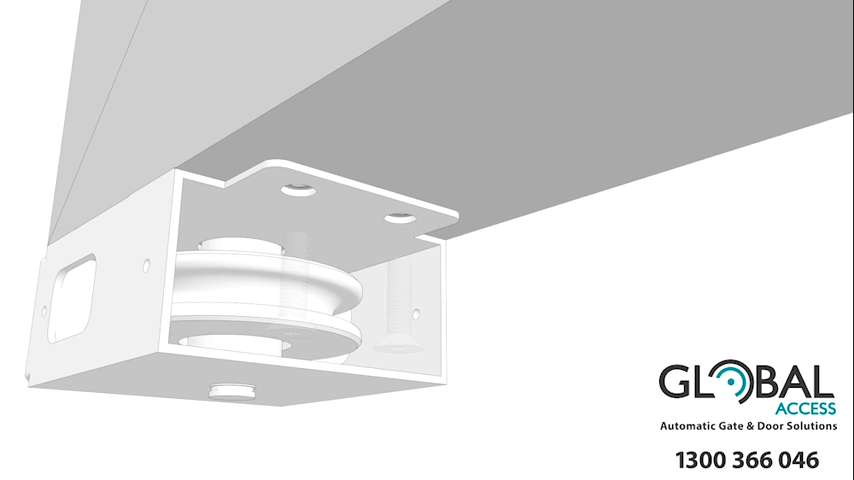 GLOBAL
ACCESS
Automatic Gate & Door Solutions
1300 366 046